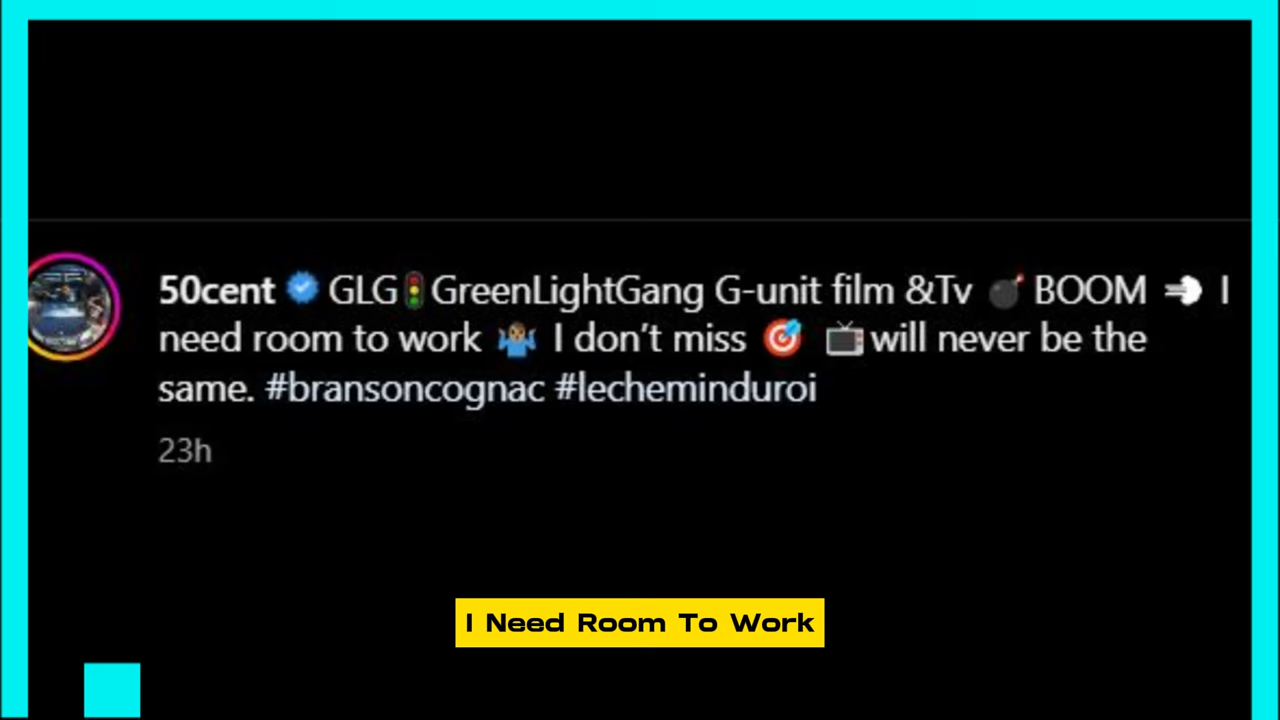 50cent GLG🚦GreenLightGang G-unit film &Tv 💣 BOOM 💨 I
need room to work 🤷🏽‍♂️ I don’t miss 🎯 📺will never be the
same. #bransoncognac #lecheminduroi
23h
I Need Room To Work